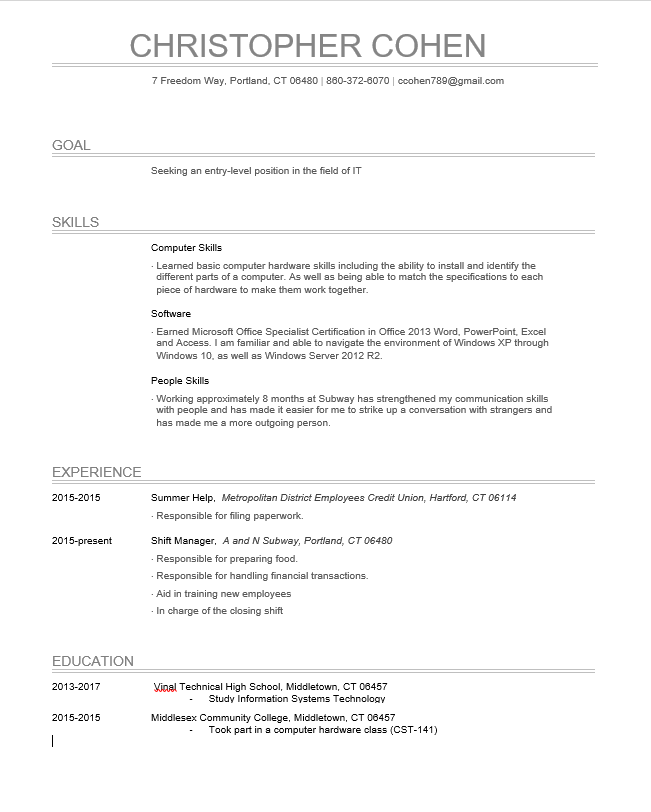 CHRISTOPHER COHEN
7 Freedom Way, Portland, CT 06480 | 860-372-6070 | ccohen789@gmail.com
GOAL
Seeking an entry-level position in the field of IT
SKILLS
Computer Skills
· Learned basic computer hardware skills including the ability to install and identify the
different parts of a computer. As well as being able to match the specifications to each
piece of hardware to make them work together.
Software
· Earned Microsoft Office Specialist Certification in Office 2013 Word, PowerPoint, Excel
and Access. I am familiar and able to navigate the environment of Windows XP through
Windows 10, as well as Windows Server 2012 R2.
People Skills
· Working approximately 8 months at Subway has strengthened my communication skills
with people and has made it easier for me to strike up a conversation with strangers and
has made me a more outgoing person.
EXPERIENCE
2015-2015 Summer Help, Metropolitan District Employees Credit Union, Hartford, CT 06114
· Responsible for filing paperwork.
2015-present Shift Manager, A and N Subway, Portland, CT 06480
· Responsible for preparing food.
· Responsible for handling financial transactions.
· Aid in training new employees
· In charge of the closing shift
EDUCATION
2013-2017 Vinal Technical High School, Middletown, CT 06457
- Study Information Systems Technology
2015-2015 Middlesex Community College, Middletown, CT 06457
- Took part in a computer hardware class (CST-141)